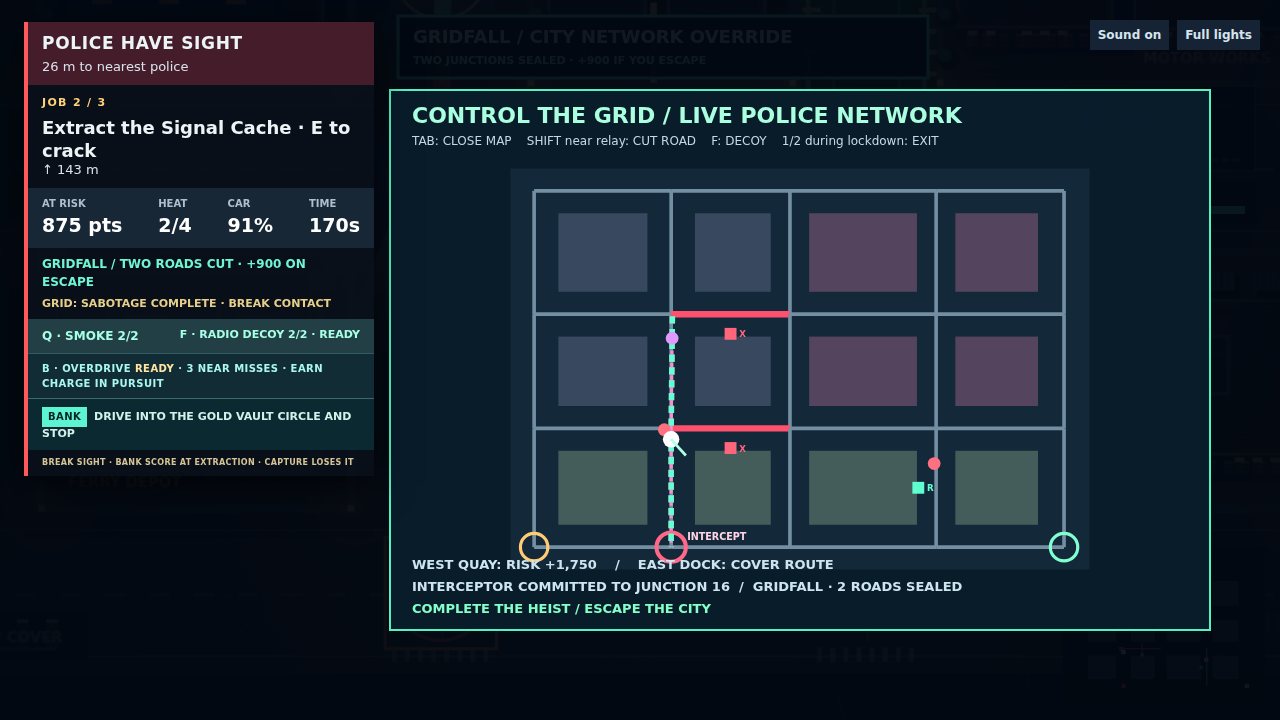 POLICE HAVE SIGHT
26 m to nearest police
JOB 2 / 3
Extract the Signal Cache · E to
crack
↑ 143 m
AT RISK HEAT CAR TIME
875 pts 2/4 91% 170s
GRIDFALL / TWO ROADS CUT · +900 ON
ESCAPE
GRID: SABOTAGE COMPLETE · BREAK CONTACT
Q · SMOKE 2/2 F · RADIO DECOY 2/2 · READY
B · OVERDRIVE READY · 3 NEAR MISSES · EARN
CHARGE IN PURSUIT
BANK DRIVE INTO THE GOLD VAULT CIRCLE AND
STOP
BREAK SIGHT · BANK SCORE AT EXTRACTION · CAPTURE LOSES IT
FERRY DEPOT
COVER
GRIDFALL / CITY NETWORK OVERRIDE
TWO JUNCTIONS SEALED · +900 IF YOU ESCAPE
Sound on Full lights
MOTOR WORKS
CONTROL THE GRID / LIVE POLICE NETWORK
TAB: CLOSE MAP SHIFT near relay: CUT ROAD F: DECOY 1/2 during lockdown: EXIT
X
X
R
INTERCEPT
WEST QUAY: RISK +1,750 / EAST DOCK: COVER ROUTE
INTERCEPTOR COMMITTED TO JUNCTION 16 / GRIDFALL · 2 ROADS SEALED
COMPLETE THE HEIST / ESCAPE THE CITY